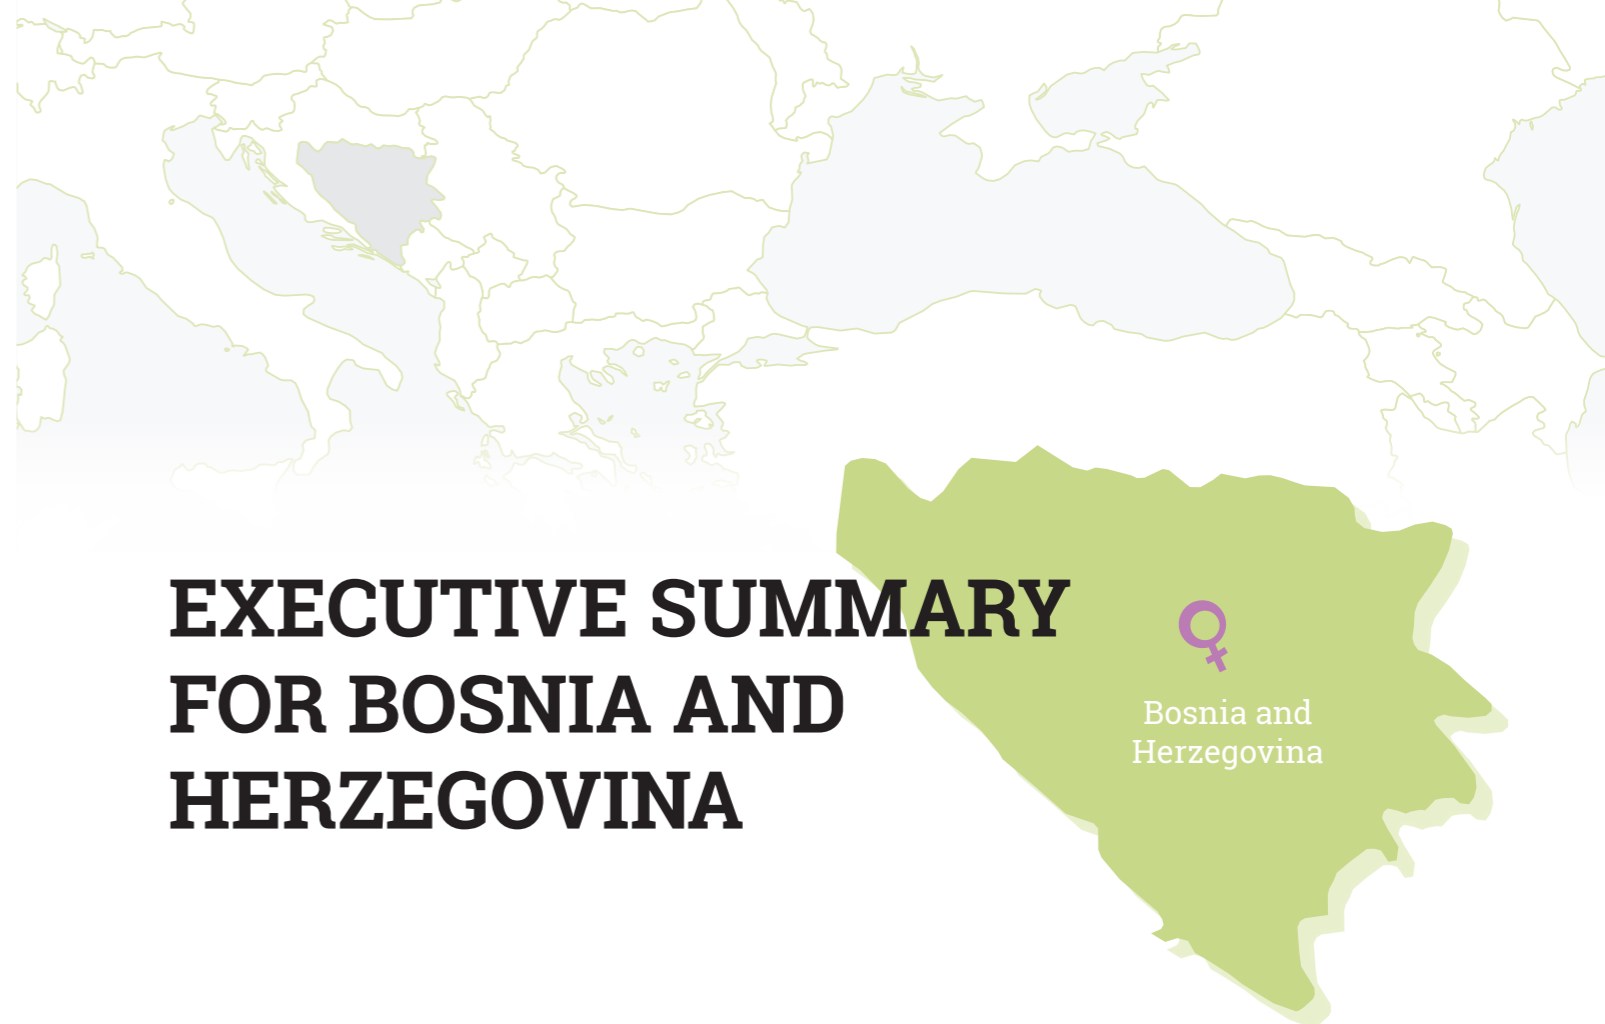 EXECUTIVE SUMMARY
FOR BOSNIA AND
HERZEGOVINA
Bosnia and
Herzegovina